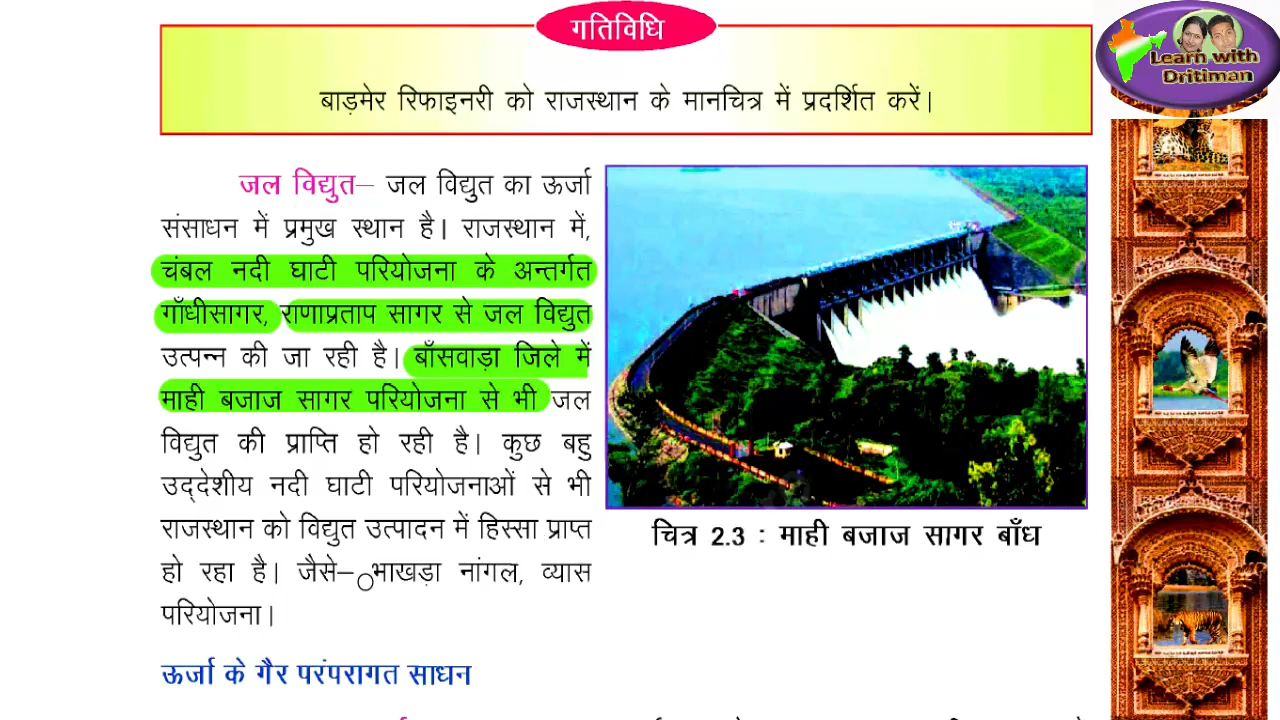 गतिविधि
Learn with
Dritiman
बाड़मेर रिफाइनरी को राजस्थान के मानचित्र में प्रदर्शित करें।
जल विद्युत– जल विद्युत का ऊर्जा
संसाधन में प्रमुख स्थान है। राजस्थान में,
चंबल नदी घाटी परियोजना के अन्तर्गत
गाँधीसागर, राणाप्रताप सागर से जल विद्युत
उत्पन्न की जा रही है। बाँसवाड़ा जिले में
माही बजाज सागर परियोजना से भी जल
विद्युत की प्राप्ति हो रही है। कुछ बहु
उद्देशीय नदी घाटी परियोजनाओं से भी
राजस्थान को विद्युत उत्पादन में हिस्सा प्राप्त
हो रहा है। जैसे– भाखड़ा नांगल, व्यास
परियोजना।
चित्र 2.3 : माही बजाज सागर बाँध
ऊर्जा के गैर परंपरागत साधन